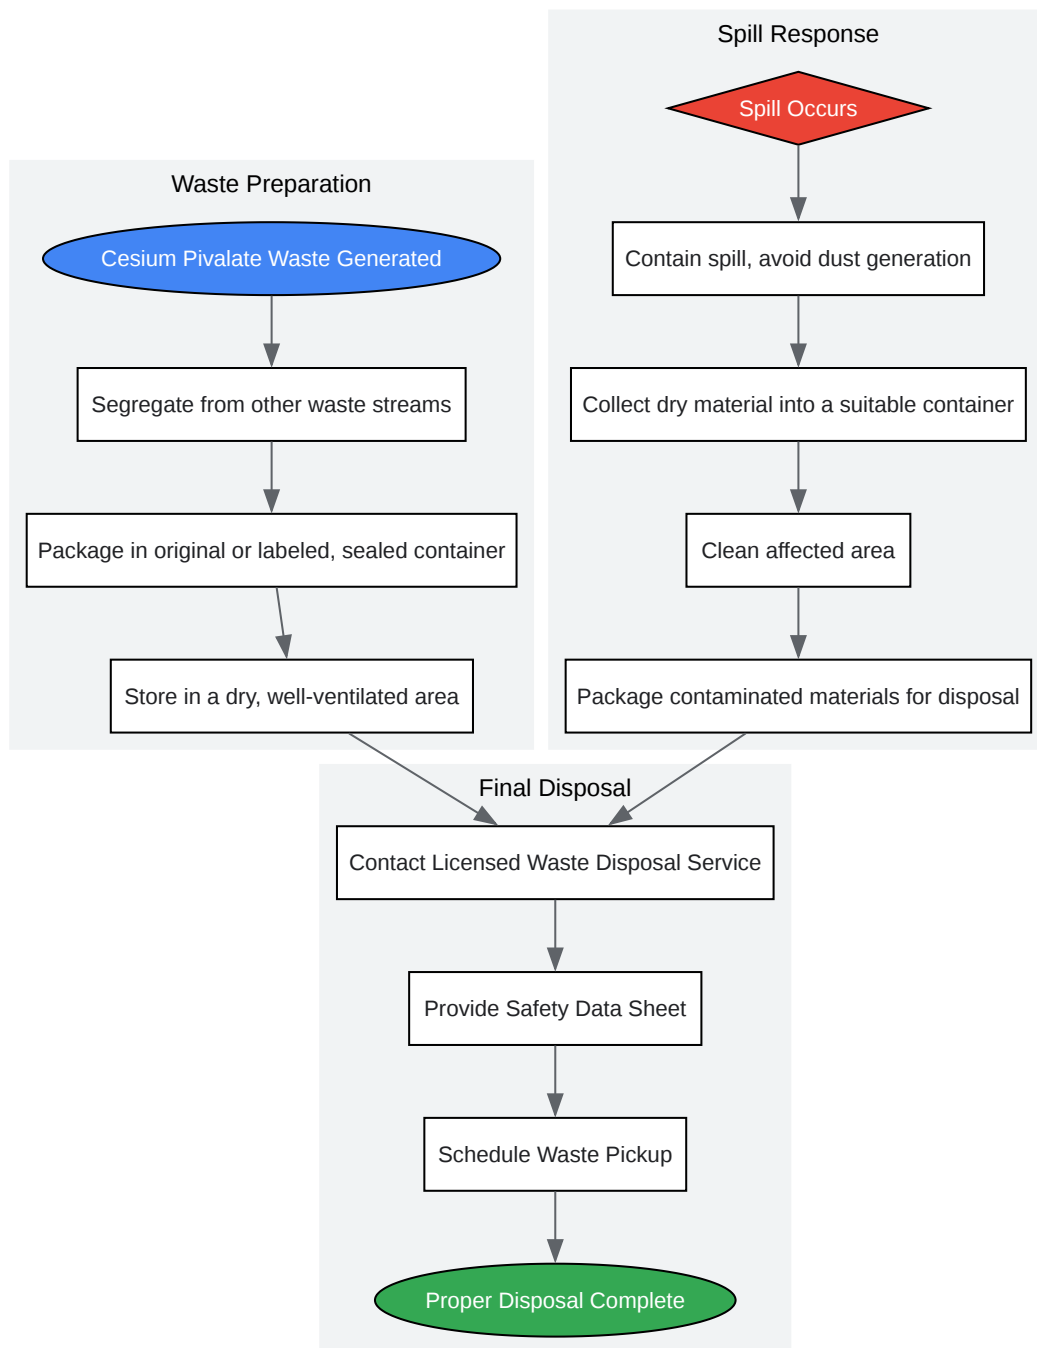 Spill Response
Spill Occurs
Contain spill, avoid dust generation
Collect dry material into a suitable container
Clean affected area
Package contaminated materials for disposal
Waste Preparation
Cesium Pivalate Waste Generated
Segregate from other waste streams
Package in original or labeled, sealed container
Store in a dry, well-ventilated area
Final Disposal
Contact Licensed Waste Disposal Service
Provide Safety Data Sheet
Schedule Waste Pickup
Proper Disposal Complete